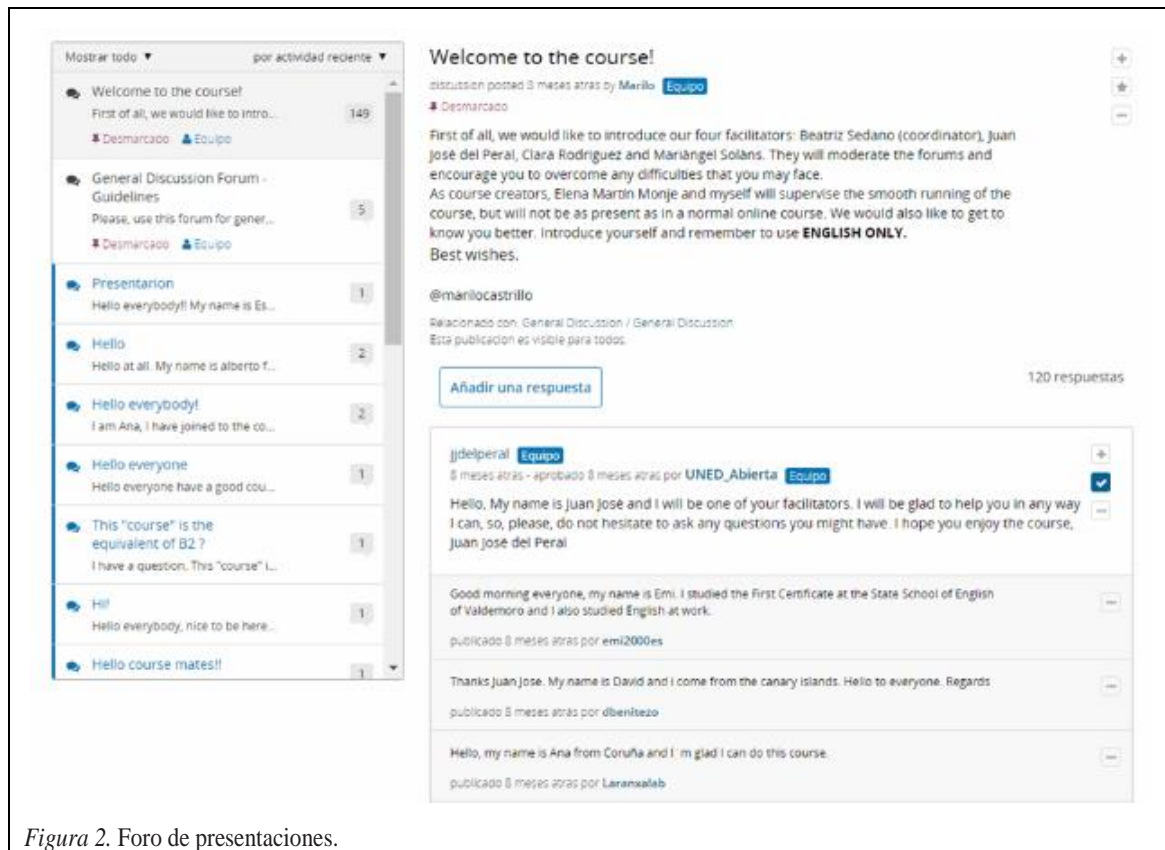 Mostrar todo ▼ por actividad reciente ▼
Welcome to the course!
First of all, we would like to intro...
149
Desmarcado Equipo
General Discussion Forum -
Guidelines
Please, use this forum for gener...
5
Desmarcado Equipo
Presentarion
Hello everybody!! My name is Es...
1
Hello
Hello at all. My name is alberto f...
2
Hello everybody!
I am Ana, I have joined to the co...
2
Hello everyone
Hello everyone have a good cou...
1
This "course" is the
equivalent of B2 ?
I have a question. This "course" i...
1
Hi!
Hello everybody, nice to be here...
1
Hello course mates!!
1
Welcome to the course!
discussion posted 8 meses atras by Marilo Equipo
Desmarcado
First of all, we would like to introduce our four facilitators: Beatriz Sedano (coordinator), Juan
José del Peral, Clara Rodriguez and Mariàngel Solàns. They will moderate the forums and
encourage you to overcome any difficulties that you may face.
As course creators, Elena Martín Monje and myself will supervise the smooth running of the
course, but will not be as present as in a normal online course. We would also like to get to
know you better. Introduce yourself and remember to use ENGLISH ONLY.
Best wishes.
@marilocastrillo
Relacionado con: General Discussion / General Discussion
Esta publicacion es visible para todos.
Añadir una respuesta
120 respuestas
jjdelperal Equipo
8 meses atras - aprobado 8 meses atras por UNED_Abierta Equipo
Hello, My name is Juan José and I will be one of your facilitators. I will be glad to help you in any way
I can, so, please, do not hesitate to ask any questions you might have. I hope you enjoy the course,
Juan José del Peral
Good morning everyone, my name is Emi. I studied the First Certificate at the State School of English
of Valdemoro and I also studied English at work.
publicado 8 meses atras por emi2000es
Thanks Juan Jose. My name is David and i come from the canary islands. Hello to everyone. Regards
publicado 8 meses atrás por dbenitezo
Hello, my name is Ana from Coruña and I´m glad I can do this course.
publicado 8 meses atras por Laranxalab
Figura 2. Foro de presentaciones.